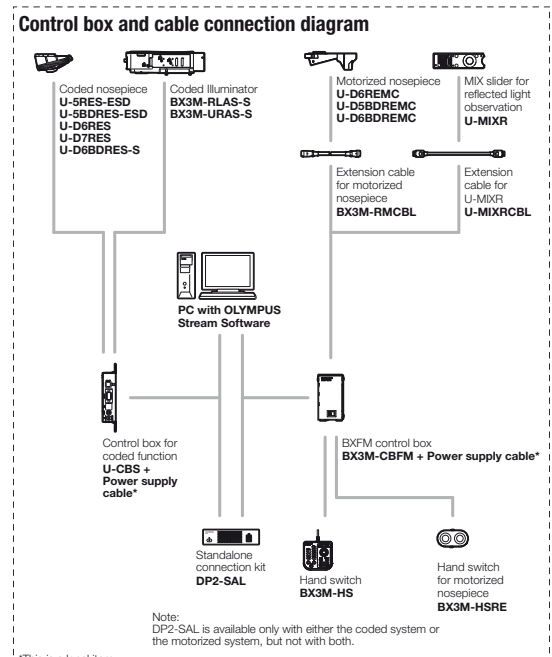 Control box and cable connection diagram
Coded nosepiece
U-5RES-ESD
U-5BDRES-ESD
U-D6RES
U-D7RES
U-D6BDRES-S
Coded Illuminator
BX3M-RLAS-S
BX3M-URAS-S
Motorized nosepiece
U-D6REMC
U-D5BDREMC
U-D6BDREMC
MIX slider for
reflected light
observation
U-MIXR
Extension cable
for motorized
nosepiece
BX3M-RMCBL
Extension
cable for
U-MIXR
U-MIXRCBL
PC with OLYMPUS
Stream Software
Control box for
coded function
U-CBS +
Power supply
cable*
BXFM control box
BX3M-CBFM + Power supply cable*
Standalone
connection kit
DP2-SAL
Hand switch
BX3M-HS
Hand switch
for motorized
nosepiece
BX3M-HSRE
Note:
DP2-SAL is available only with either the coded system or
the motorized system, but not with both.
*This is a local item